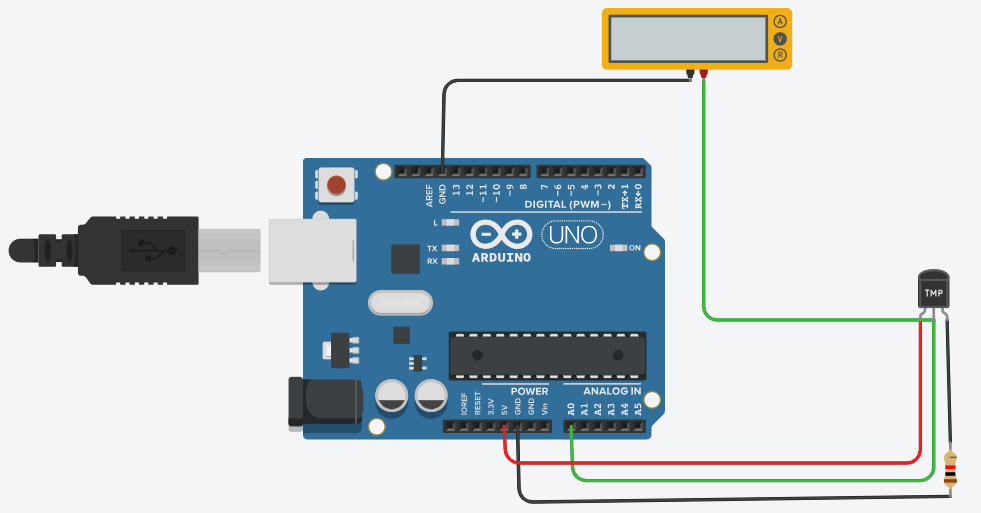 A
V
R
AREF
GND
13
12
~11
~10
~9
8
7
~6
~5
4
~3
2
TX→1
RX←0
DIGITAL (PWM~)
L
TX
RX
ARDUINO
UNO
ON
TMP
POWER
ANALOG IN
IOREF
RESET
3.3V
5V
GND
GND
Vin
A0
A1
A2
A3
A4
A5